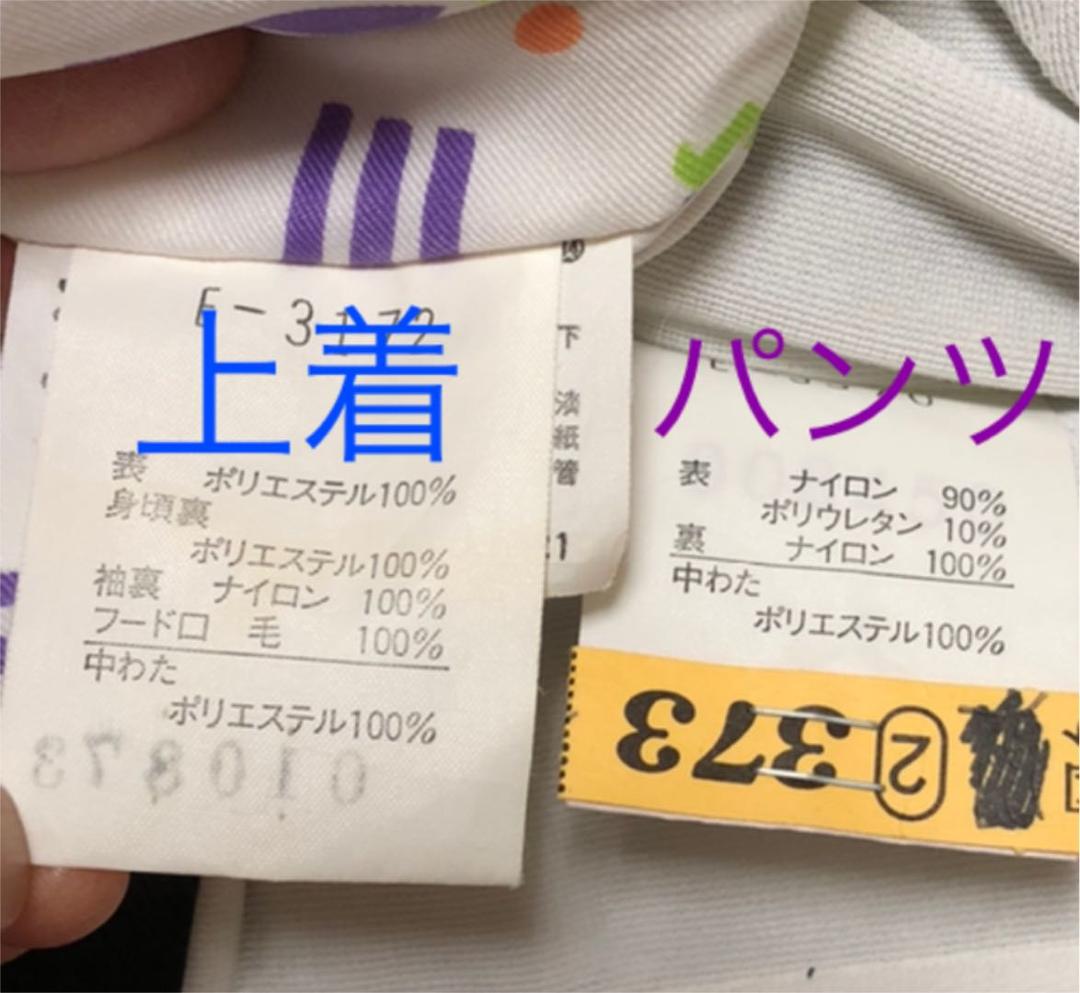 上着
表 ポリエステル100%
身頃裏
ポリエステル100%
袖裏 ナイロン 100%
フード口 毛 100%
中わた
ポリエステル100%
010873
下
紙
管
パンツ
表 ナイロン 90%
ポリウレタン 10%
裏 ナイロン 100%
中わた
ポリエステル100%
373
2